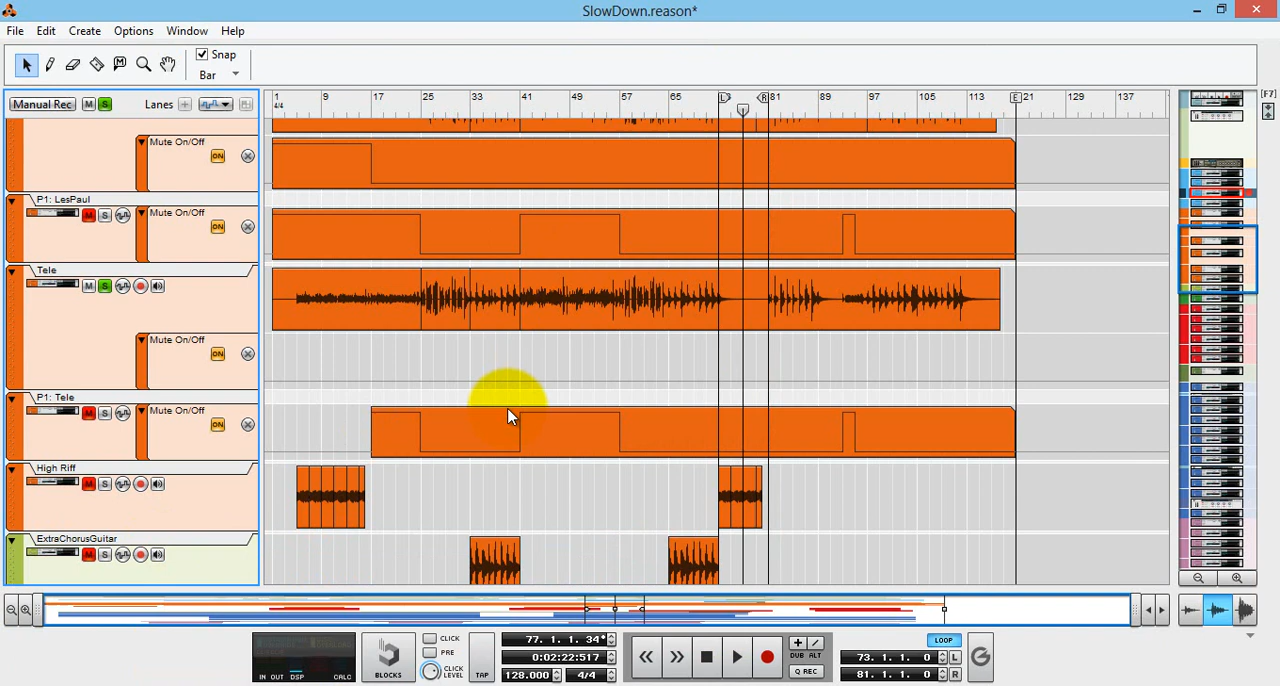 SlowDown.reason*
File Edit Create Options Window Help
Snap
Bar
[F7]
Manual Rec M S Lanes
1 9 17 25 33 41 49 57 65 L R 81 89 97 105 113 E 21 129 137
4/4
Mute On/Off
ON
P1: LesPaul
M S Mute On/Off
ON
Tele
M S
Mute On/Off
ON
P1: Tele
M S Mute On/Off
ON
High Riff
M S
ExtraChorusGuitar
M S
IN OUT DSP CALC
BLOCKS
CLICK
PRE
CLICK LEVEL
TAP
77. 1. 1. 34*
0:02:22:517
128.000 4/4
DUB ALT
Q REC
LOOP
73. 1. 1. 0 L
81. 1. 1. 0 R